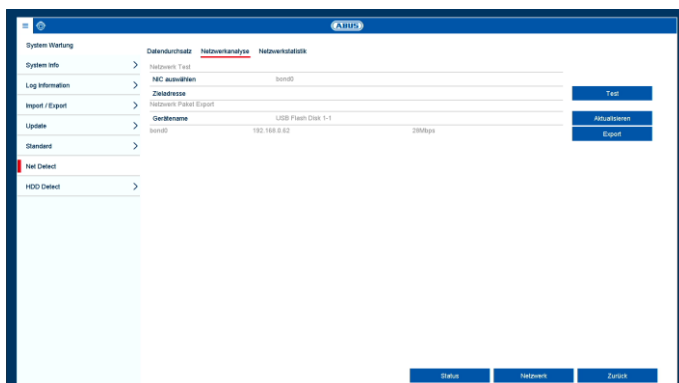 ABUS
System Wartung
System Info
Log Information
Import / Export
Update
Standard
Net Detect
HDD Detect
Datendurchsatz Netzwerkanalyse Netzwerkstatistik
Netzwerk Test
NIC auswählen bond0
Zieladresse Test
Netzwerk Paket Export
Gerätename USB Flash Disk 1-1 Aktualisieren
bond0 192.168.0.62 28Mbps Export
Status Netzwerk Zurück